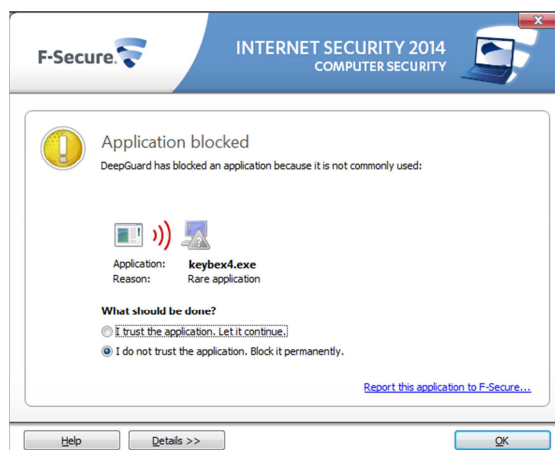 F-Secure.
INTERNET SECURITY 2014
COMPUTER SECURITY
Application blocked
DeepGuard has blocked an application because it is not commonly used:
Application: keybex4.exe
Reason: Rare application
What should be done?
I trust the application. Let it continue.
I do not trust the application. Block it permanently.
Report this application to F-Secure...
Help
Details >>
OK